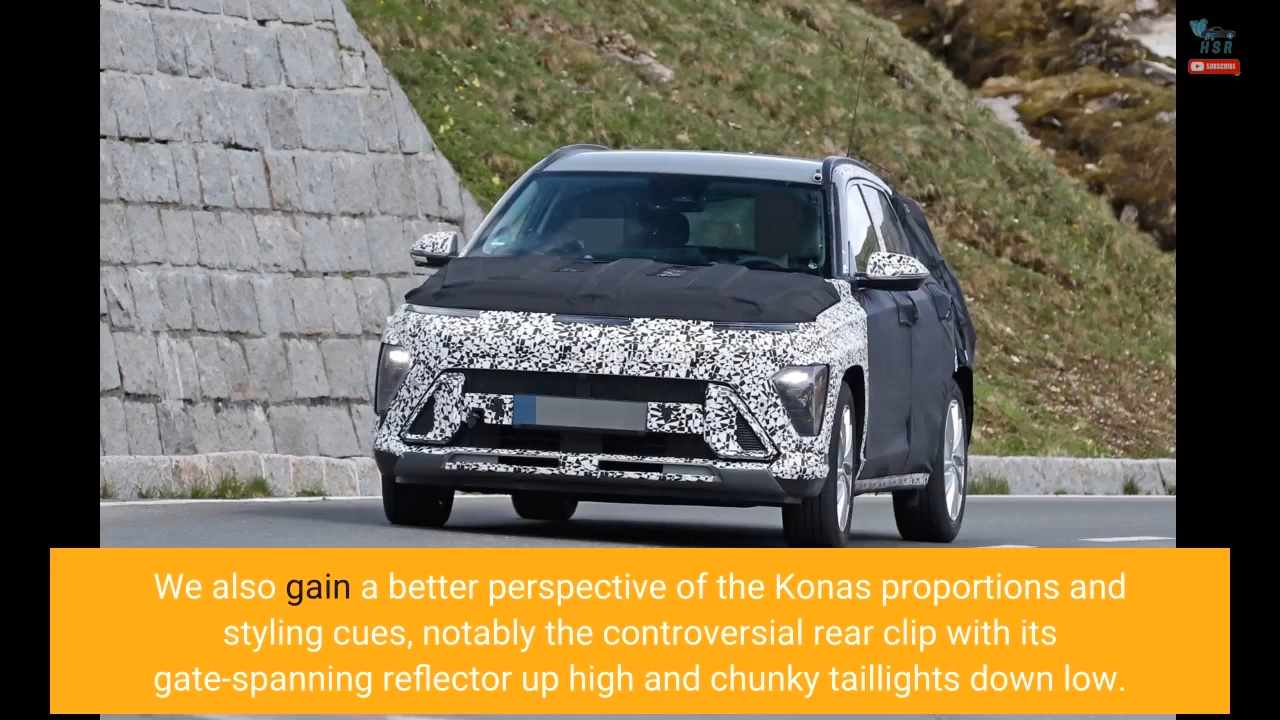 HSR
SUBSCRIBE
We also gain a better perspective of the Konas proportions and
styling cues, notably the controversial rear clip with its
gate-spanning reflector up high and chunky taillights down low.